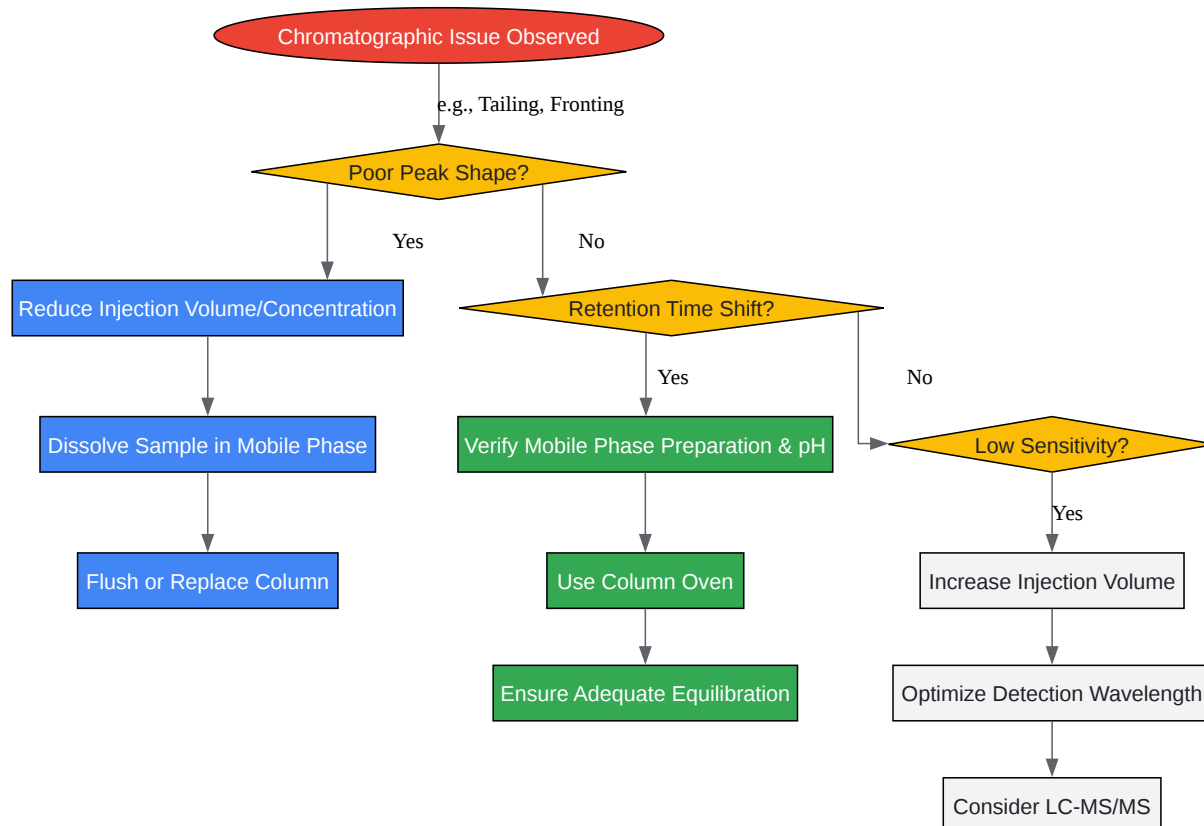 Chromatographic Issue Observed
e.g., Tailing, Fronting
Poor Peak Shape?
Yes
No
Reduce Injection Volume/Concentration
Retention Time Shift?
Yes
No
Dissolve Sample in Mobile Phase
Verify Mobile Phase Preparation & pH
Low Sensitivity?
Yes
Flush or Replace Column
Use Column Oven
Increase Injection Volume
Ensure Adequate Equilibration
Optimize Detection Wavelength
Consider LC-MS/MS